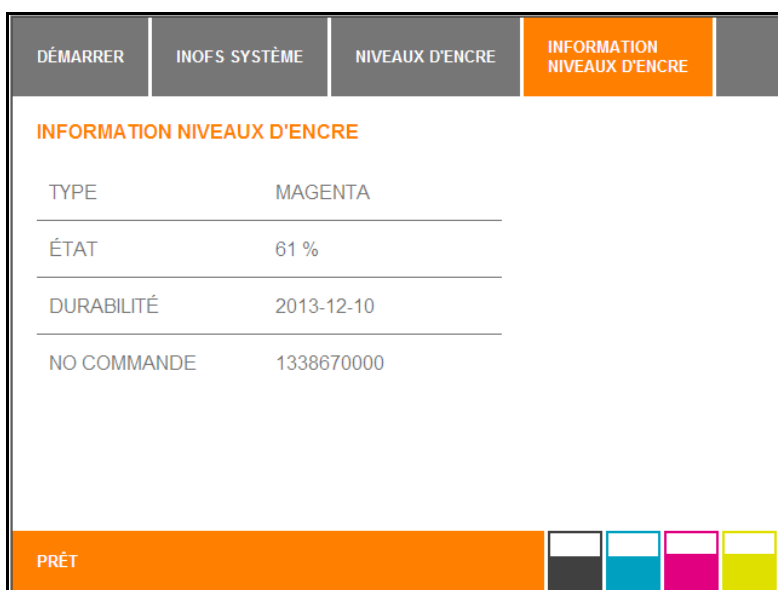 DÉMARRER
INOFS SYSTÈME
NIVEAUX D'ENCRE
INFORMATION
NIVEAUX D'ENCRE
INFORMATION NIVEAUX D'ENCRE
TYPE MAGENTA
ÉTAT 61 %
DURABILITÉ 2013-12-10
NO COMMANDE 1338670000
PRÊT